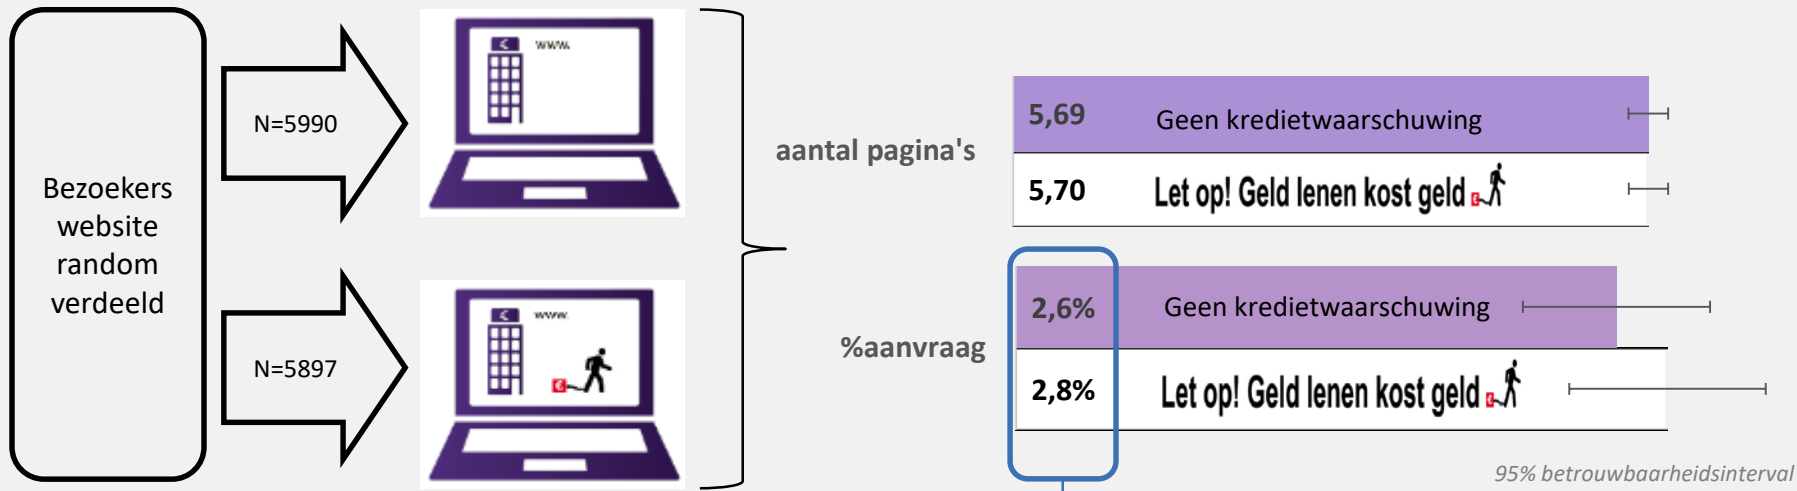 Bezoekers
website
random
verdeeld
N=5990
www.
N=5897
www.
aantal pagina's
5,69 Geen kredietwaarschuwing
5,70 Let op! Geld lenen kost geld
%aanvraag
2,6% Geen kredietwaarschuwing
2,8% Let op! Geld lenen kost geld
95% betrouwbaarheidsinterval